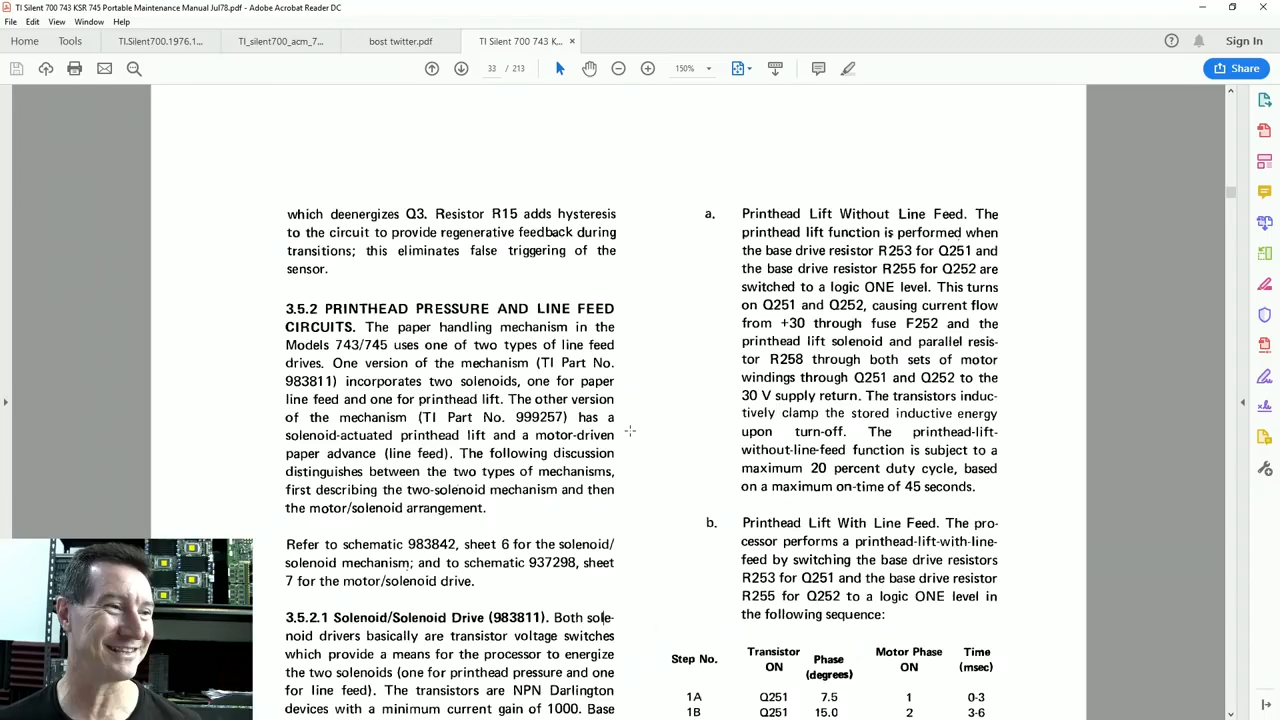 TI Silent 700 743 KSR 745 Portable Maintenance Manual Jul78.pdf - Adobe Acrobat Reader DC
File Edit View Window Help
Home Tools TI.Silent700.1976.1... TI_silent700_acm_7... bost twitter.pdf TI Silent 700 743 K... × Sign In
33 / 213 150% Share
which deenergizes Q3. Resistor R15 adds hysteresis
to the circuit to provide regenerative feedback during
transitions; this eliminates false triggering of the
sensor.
3.5.2 PRINTHEAD PRESSURE AND LINE FEED
CIRCUITS. The paper handling mechanism in the
Models 743/745 uses one of two types of line feed
drives. One version of the mechanism (TI Part No.
983811) incorporates two solenoids, one for paper
line feed and one for printhead lift. The other version
of the mechanism (TI Part No. 999257) has a
solenoid-actuated printhead lift and a motor-driven
paper advance (line feed). The following discussion
distinguishes between the two types of mechanisms,
first describing the two-solenoid mechanism and then
the motor/solenoid arrangement.
Refer to schematic 983842, sheet 6 for the solenoid/
solenoid mechanism; and to schematic 937298, sheet
7 for the motor/solenoid drive.
3.5.2.1 Solenoid/Solenoid Drive (983811). Both sole-
noid drivers basically are transistor voltage switches
which provide a means for the processor to energize
the two solenoids (one for printhead pressure and one
for line feed). The transistors are NPN Darlington
devices with a minimum current gain of 1000. Base
a. Printhead Lift Without Line Feed. The
printhead lift function is performed when
the base drive resistor R253 for Q251 and
the base drive resistor R255 for Q252 are
switched to a logic ONE level. This turns
on Q251 and Q252, causing current flow
from +30 through fuse F252 and the
printhead lift solenoid and parallel resis-
tor R258 through both sets of motor
windings through Q251 and Q252 to the
30 V supply return. The transistors induc-
tively clamp the stored inductive energy
upon turn-off. The printhead-lift-
without-line-feed function is subject to a
maximum 20 percent duty cycle, based
on a maximum on-time of 45 seconds.
b. Printhead Lift With Line Feed. The pro-
cessor performs a printhead-lift-with-line-
feed by switching the base drive resistors
R253 for Q251 and the base drive resistor
R255 for Q252 to a logic ONE level in
the following sequence:
Step No. Transistor ON Phase (degrees) Motor Phase ON Time (msec)
1A Q251 7.5 1 0-3
1B Q251 15.0 2 3-6